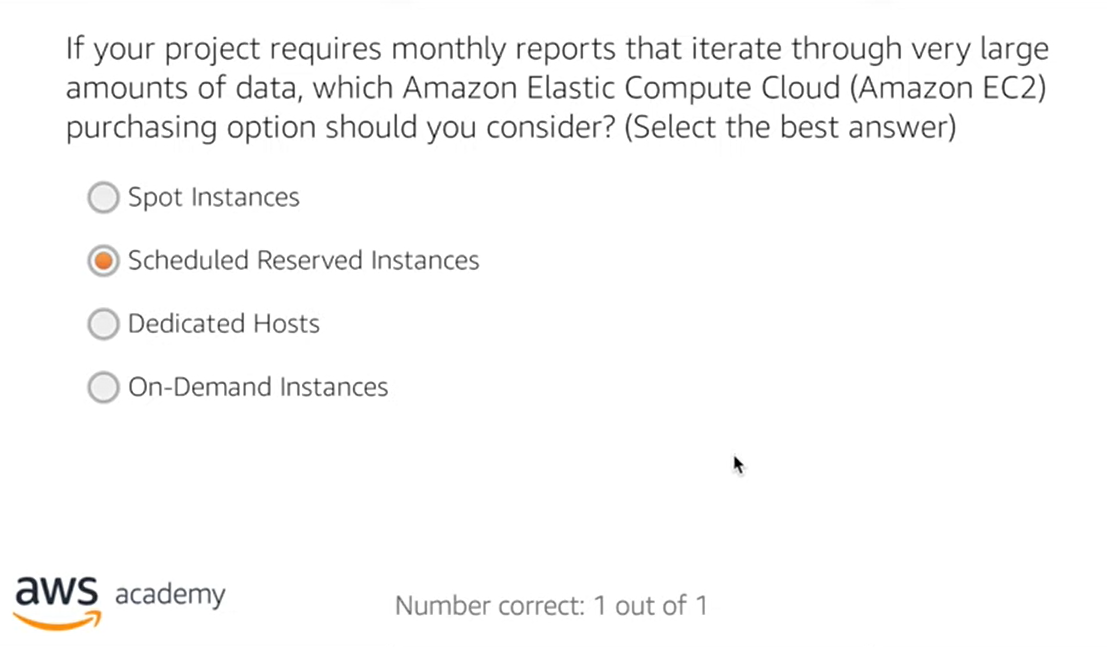 If your project requires monthly reports that iterate through very large
amounts of data, which Amazon Elastic Compute Cloud (Amazon EC2)
purchasing option should you consider? (Select the best answer)
Spot Instances
Scheduled Reserved Instances
Dedicated Hosts
On-Demand Instances
aws academy
Number correct: 1 out of 1